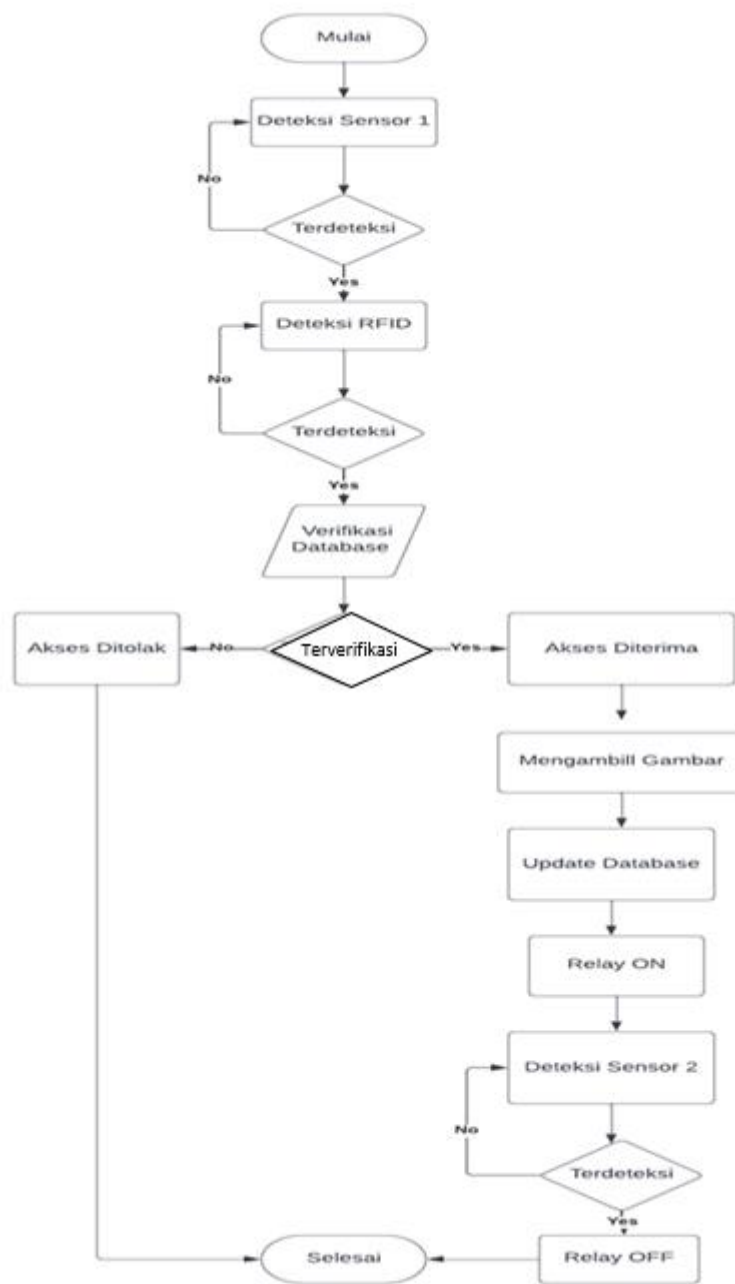 Mulai
Deteksi Sensor 1
No
Terdeteksi
Yes
Deteksi RFID
No
Terdeteksi
Yes
Verifikasi
Database
Akses Ditolak
No
Terverifikasi
Yes
Akses Diterima
Mengambill Gambar
Update Database
Relay ON
Deteksi Sensor 2
No
Terdeteksi
Yes
Selesai
Relay OFF